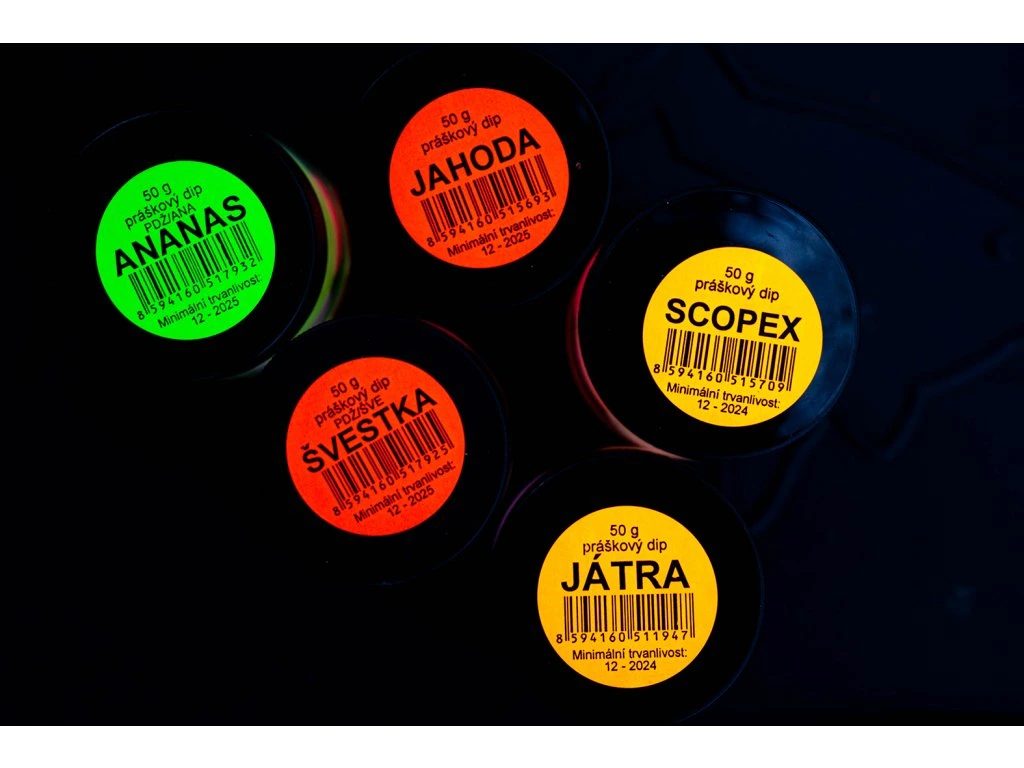 50 g
práškový dip
JAHODA
8 594160 515693
Minimální trvanlivost:
12 - 2025
50 g
práškový dip
PDŽ/ANA
ANANAS
8 594160 517932
Minimální trvanlivost:
12 - 2025
50 g
práškový dip
SCOPEX
8 594160 515709
Minimální trvanlivost:
12 - 2024
50 g
práškový dip
PDŽ/ŠVE
ŠVESTKA
8 594160 517925
Minimální trvanlivost:
12 - 2025
50 g
práškový dip
JÁTRA
8 594160 511947
Minimální trvanlivost:
12 - 2024